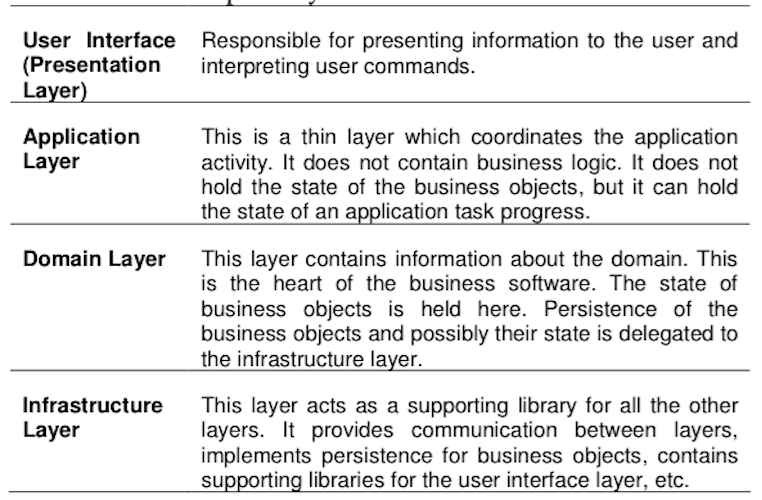 User Interface
(Presentation
Layer)
Responsible for presenting information to the user and
interpreting user commands.
Application
Layer
This is a thin layer which coordinates the application
activity. It does not contain business logic. It does not
hold the state of the business objects, but it can hold
the state of an application task progress.
Domain Layer
This layer contains information about the domain. This
is the heart of the business software. The state of
business objects is held here. Persistence of the
business objects and possibly their state is delegated to
the infrastructure layer.
Infrastructure
Layer
This layer acts as a supporting library for all the other
layers. It provides communication between layers,
implements persistence for business objects, contains
supporting libraries for the user interface layer, etc.